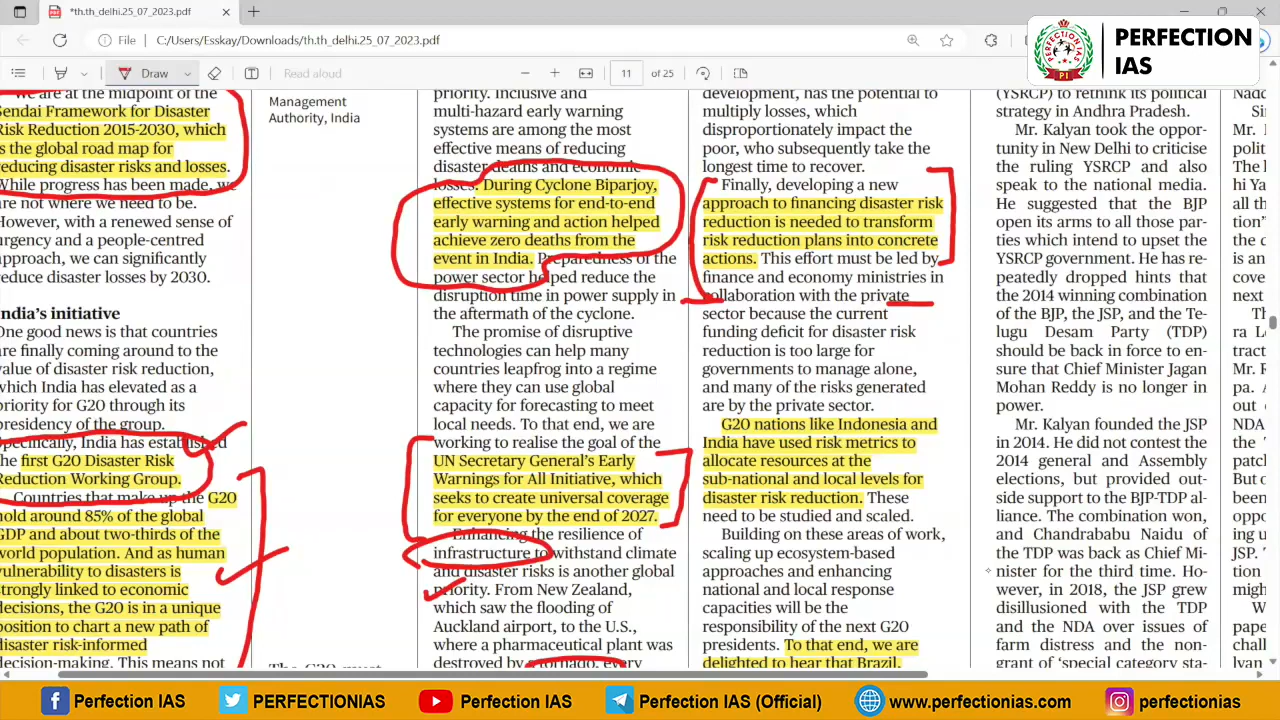 *th.th_delhi.25_07_2023.pdf
File
C:/Users/Esskay/Downloads/th.th_delhi.25_07_2023.pdf
PERFECTION
IAS
PERFECTION IAS
PI
Draw
Read aloud
11
of 25
We are at the midpoint of the
Sendai Framework for Disaster
Risk Reduction 2015-2030, which
is the global road map for
reducing disaster risks and losses.
While progress has been made, we
are not where we need to be.
However, with a renewed sense of
urgency and a people-centred
approach, we can significantly
reduce disaster losses by 2030.
India's initiative
One good news is that countries
are finally coming around to the
value of disaster risk reduction,
which India has elevated as a
priority for G20 through its
presidency of the group.
Specifically, India has established
the first G20 Disaster Risk
Reduction Working Group.
Countries that make up the G20
hold around 85% of the global
GDP and about two-thirds of the
world population. And as human
vulnerability to disasters is
strongly linked to economic
decisions, the G20 is in a unique
position to chart a new path of
disaster risk-informed
decision-making. This means not
Management
Authority, India
The G20 must
priority. Inclusive and
multi-hazard early warning
systems are among the most
effective means of reducing
disaster deaths and economic
losses. During Cyclone Biparjoy,
effective systems for end-to-end
early warning and action helped
achieve zero deaths from the
event in India. Preparedness of the
power sector helped reduce the
disruption time in power supply in
the aftermath of the cyclone.
The promise of disruptive
technologies can help many
countries leapfrog into a regime
where they can use global
capacity for forecasting to meet
local needs. To that end, we are
working to realise the goal of the
UN Secretary General's Early
Warnings for All Initiative, which
seeks to create universal coverage
for everyone by the end of 2027.
Enhancing the resilience of
infrastructure to withstand climate
and disaster risks is another global
priority. From New Zealand,
which saw the flooding of
Auckland airport, to the U.S.,
where a pharmaceutical plant was
destroyed by a tornado, every
development, has the potential to
multiply losses, which
disproportionately impact the
poor, who subsequently take the
longest time to recover.
Finally, developing a new
approach to financing disaster risk
reduction is needed to transform
risk reduction plans into concrete
actions. This effort must be led by
finance and economy ministries in
collaboration with the private
sector because the current
funding deficit for disaster risk
reduction is too large for
governments to manage alone,
and many of the risks generated
are by the private sector.
G20 nations like Indonesia and
India have used risk metrics to
allocate resources at the
sub-national and local levels for
disaster risk reduction. These
need to be studied and scaled.
Building on these areas of work,
scaling up ecosystem-based
approaches and enhancing
national and local response
capacities will be the
responsibility of the next G20
presidents. To that end, we are
delighted to hear that Brazil,
(YSRCP) to rethink its political
strategy in Andhra Pradesh.
Mr. Kalyan took the oppor-
tunity in New Delhi to criticise
the ruling YSRCP and also
speak to the national media.
He suggested that the BJP
open its arms to all those par-
ties which intend to upset the
YSRCP government. He has re-
peatedly dropped hints that
the 2014 winning combination
of the BJP, the JSP, and the Te-
lugu Desam Party (TDP)
should be back in force to en-
sure that Chief Minister Jagan
Mohan Reddy is no longer in
power.
Mr. Kalyan founded the JSP
in 2014. He did not contest the
2014 general and Assembly
elections, but provided out-
side support to the BJP-TDP al-
liance. The combination won,
and Chandrababu Naidu of
the TDP was back as Chief Mi-
nister for the third time. Ho-
wever, in 2018, the JSP grew
disillusioned with the TDP
and the NDA over issues of
farm distress and the non-
grant of 'special category sta-
Perfection IAS
PERFECTIONIAS
Perfection IAS
Perfection IAS (Official)
www.perfectionias.com
perfectionias